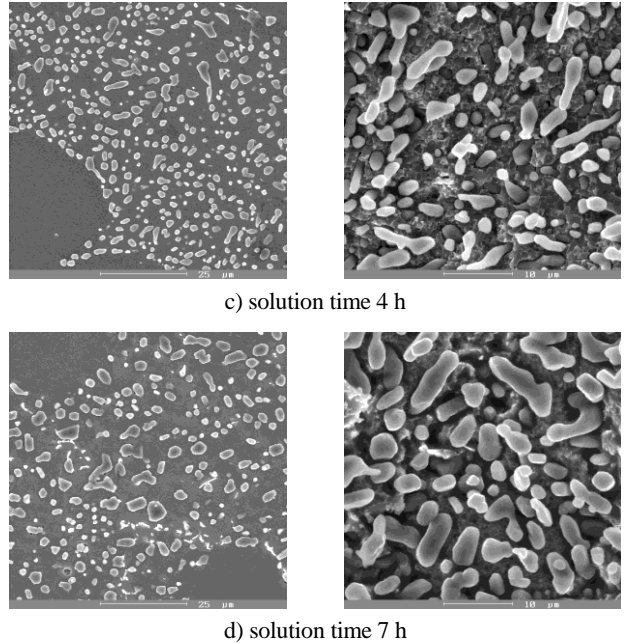 25 µm
10 µm
c) solution time 4 h
25 µm
10 µm
d) solution time 7 h